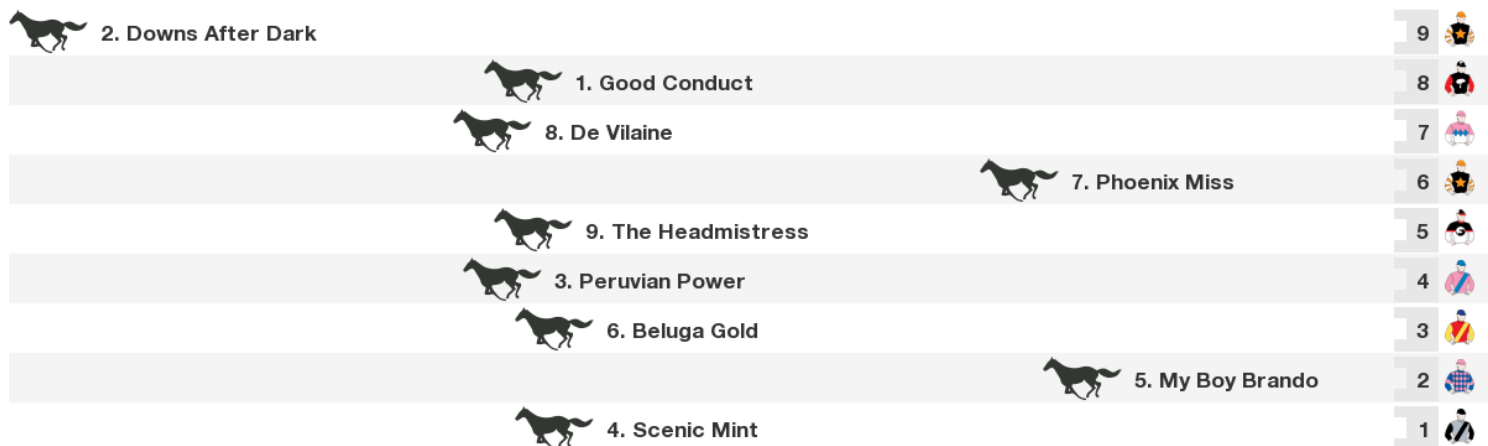 2. Downs After Dark 9
1. Good Conduct 8
8. De Vilaine 7
7. Phoenix Miss 6
9. The Headmistress 5
3. Peruvian Power 4
6. Beluga Gold 3
5. My Boy Brando 2
4. Scenic Mint 1